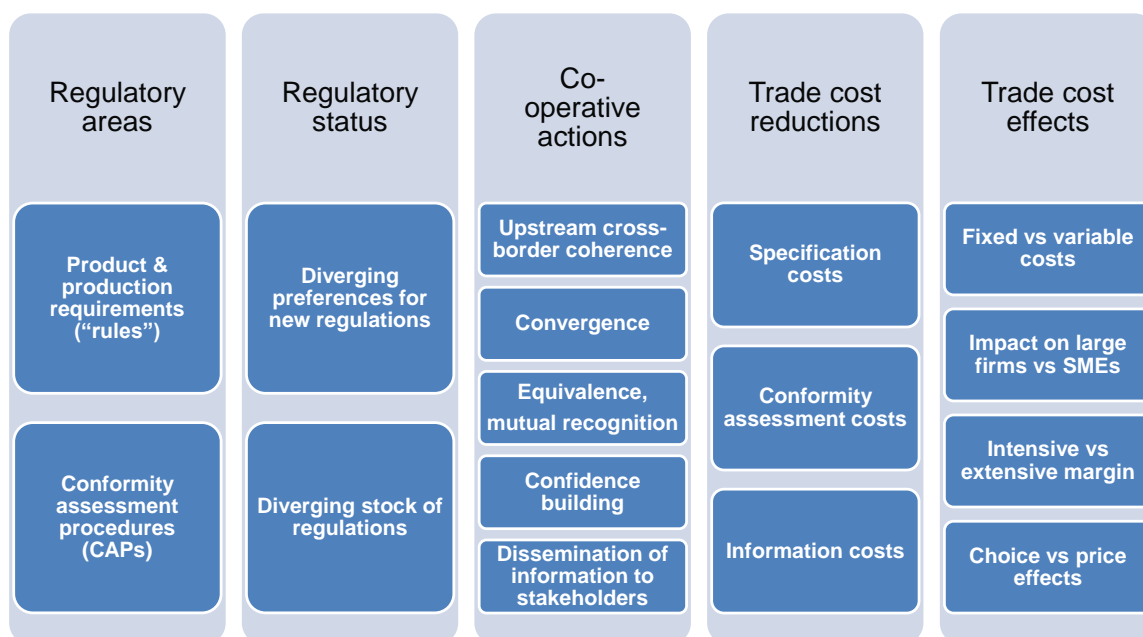 Regulatory
areas
Product &
production
requirements
(“rules”)
Conformity
assessment
procedures
(CAPs)
Regulatory
status
Diverging
preferences for
new regulations
Diverging stock of
regulations
Co-
operative
actions
Upstream cross-
border coherence
Convergence
Equivalence,
mutual recognition
Confidence
building
Dissemination of
information to
stakeholders
Trade cost
reductions
Specification
costs
Conformity
assessment costs
Information costs
Trade cost
effects
Fixed vs variable
costs
Impact on large
firms vs SMEs
Intensive vs
extensive margin
Choice vs price
effects